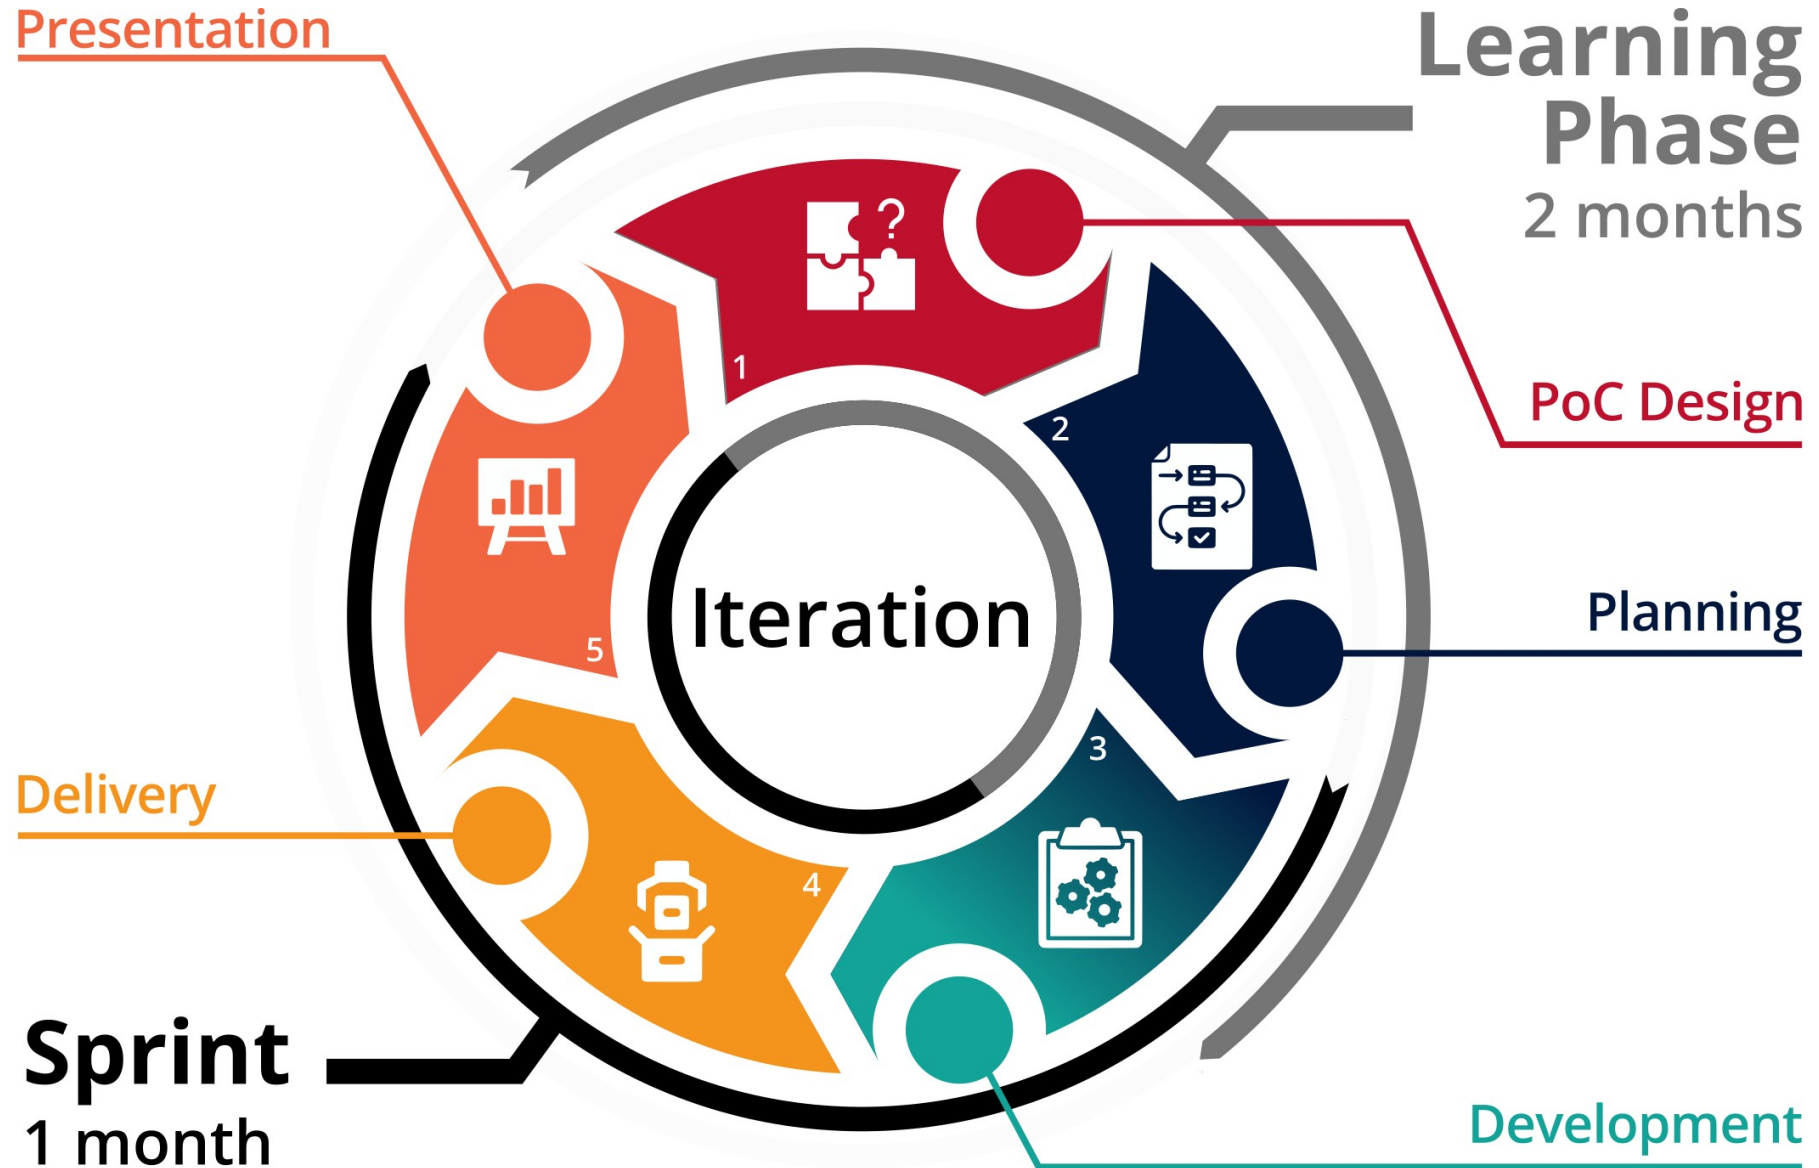 Presentation
Learning
Phase
2 months
?
1
PoC Design
2
Planning
Iteration
5
3
Delivery
4
Sprint
1 month
Development